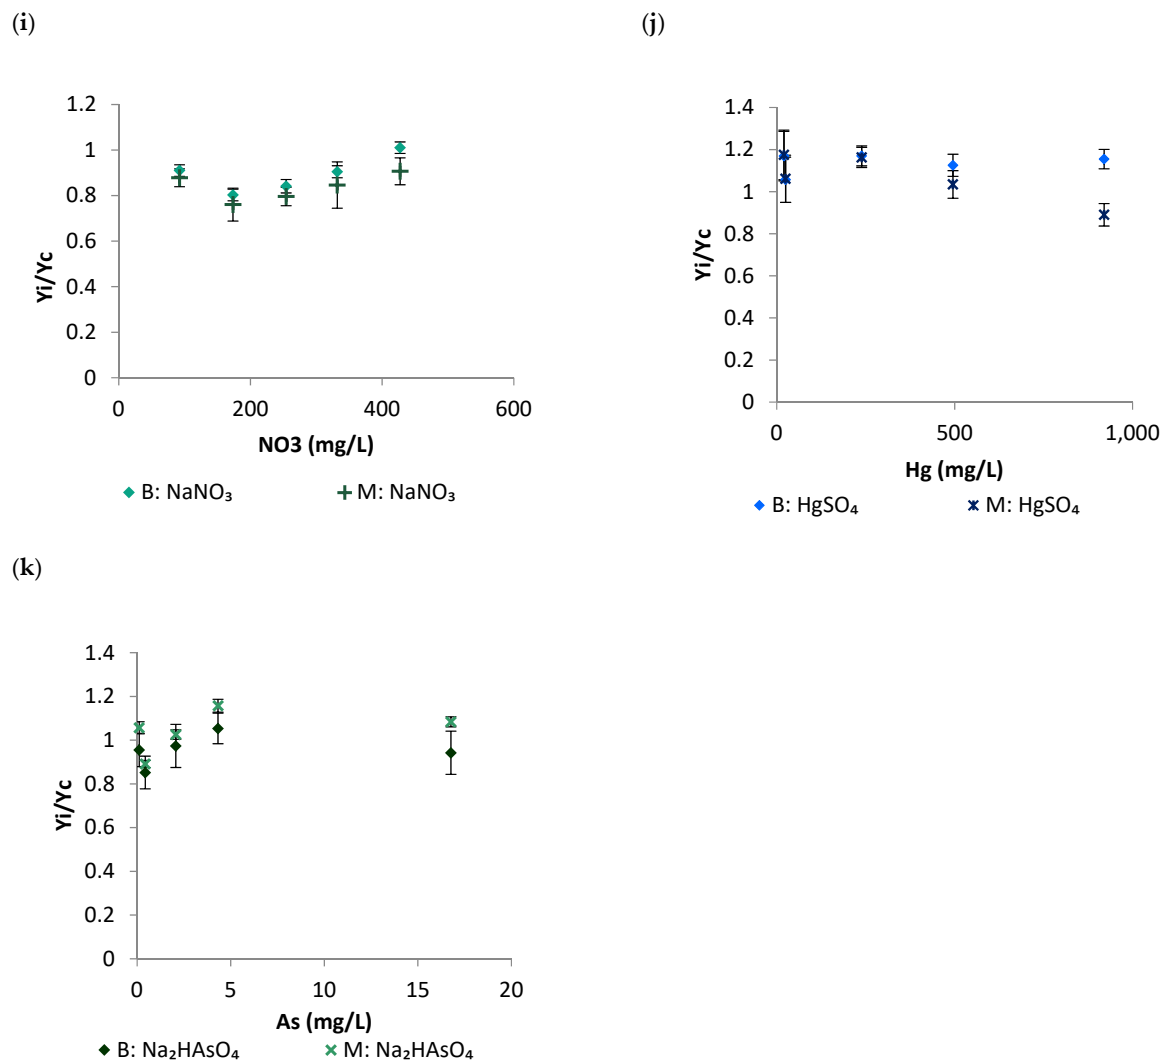 (i)
1.2
1
0.8
0.6
0.4
0.2
0
Yi/Yc
0 200 400 600
NO3 (mg/L)
B: NaNO₃ M: NaNO₃
(j)
1.4
1.2
1
0.8
0.6
0.4
0.2
0
Yi/Yc
0 500 1,000
Hg (mg/L)
B: HgSO₄ M: HgSO₄
(k)
1.4
1.2
1
0.8
0.6
0.4
0.2
0
Yi/Yc
0 5 10 15 20
As (mg/L)
B: Na₂HAsO₄ M: Na₂HAsO₄